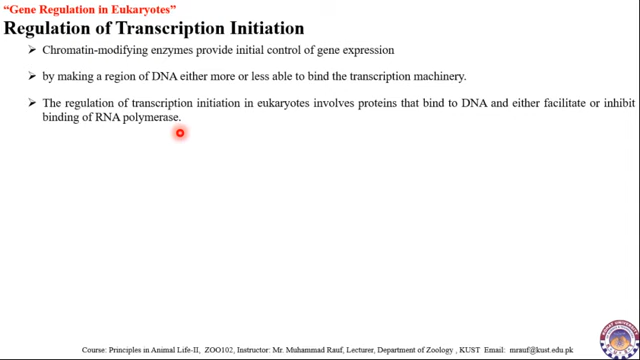 “Gene Regulation in Eukaryotes”
Regulation of Transcription Initiation
➢ Chromatin-modifying enzymes provide initial control of gene expression
➢ by making a region of DNA either more or less able to bind the transcription machinery.
➢ The regulation of transcription initiation in eukaryotes involves proteins that bind to DNA and either facilitate or inhibit
binding of RNA polymerase.
Course: Principles in Animal Life-II, ZOO102, Instructor: Mr. Muhammad Rauf, Lecturer, Department of Zoology , KUST Email: mrauf@kust.edu.pk